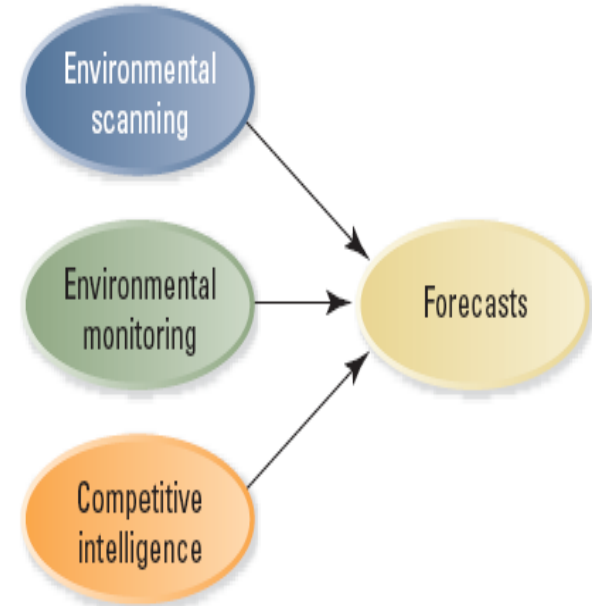 Environmental
scanning
Environmental
monitoring
Forecasts
Competitive
intelligence